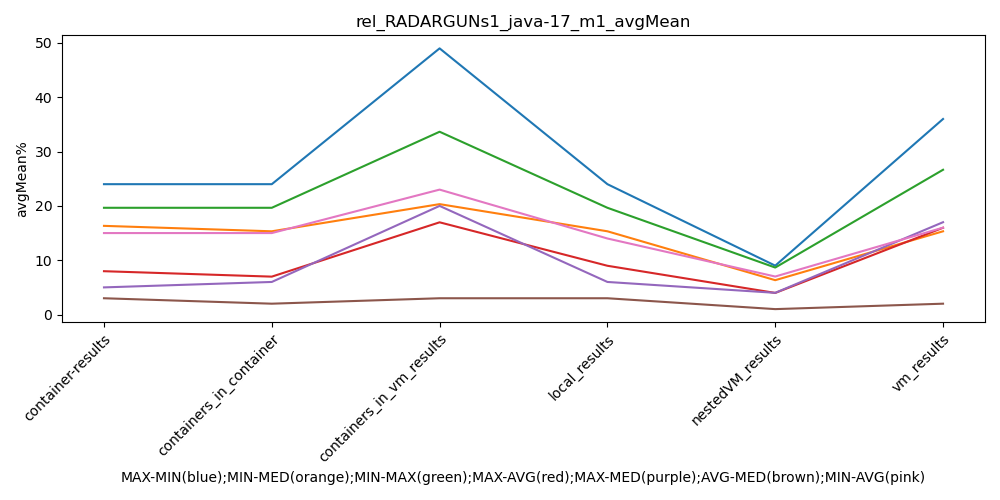 rel_RADARGUNs1_java-17_m1_avgMean
50
40
30
20
10
0
avgMean%
container-results
containers_in_container
containers_in_vm_results
local_results
nestedVM_results
vm_results
MAX-MIN(blue);MIN-MED(orange);MIN-MAX(green);MAX-AVG(red);MAX-MED(purple);AVG-MED(brown);MIN-AVG(pink)